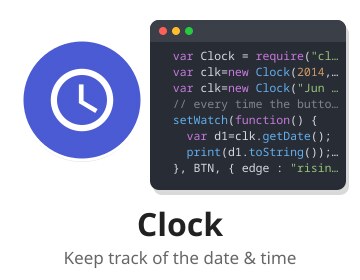 var Clock = require("cl…
var clk=new Clock(2014,…
var clk=new Clock("Jun …
// every time the butto…
setWatch(function() {
  var d1=clk.getDate();
  print(d1.toString());…
}, BTN, { edge : "risin…
Clock
Keep track of the date & time